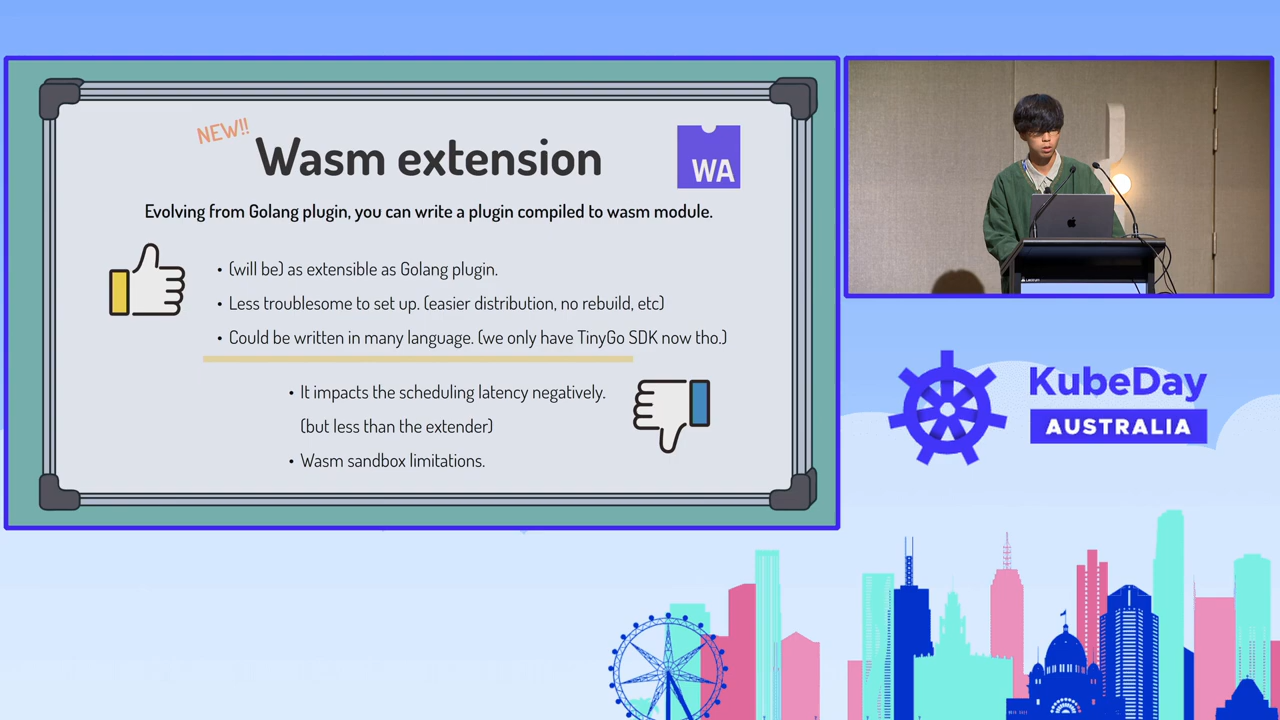 NEW!!
Wasm extension
WA
Evolving from Golang plugin, you can write a plugin compiled to wasm module.
• (will be) as extensible as Golang plugin.
• Less troublesome to set up. (easier distribution, no rebuild, etc)
• Could be written in many language. (we only have TinyGo SDK now tho.)
• It impacts the scheduling latency negatively.
(but less than the extender)
• Wasm sandbox limitations.
KubeDay
AUSTRALIA